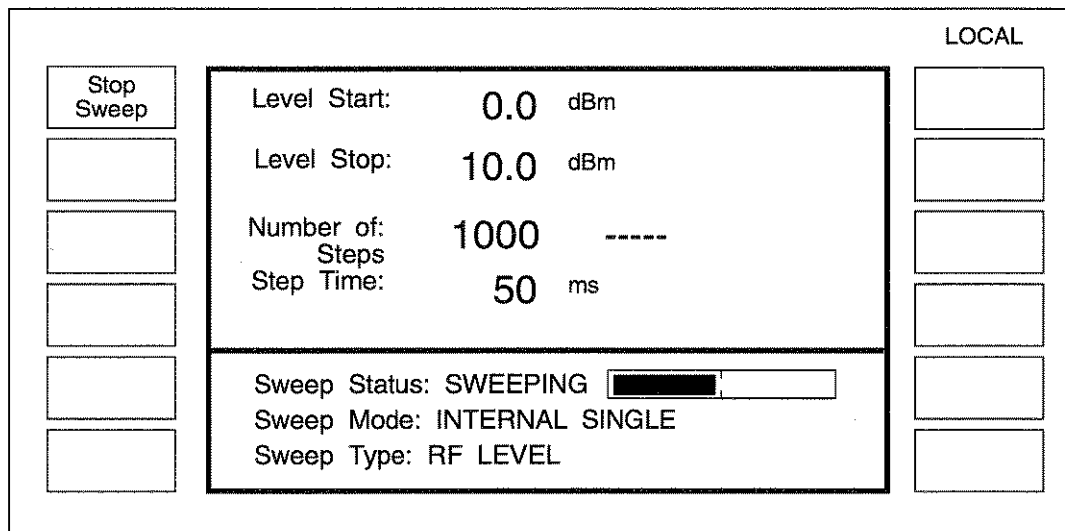 LOCAL
Stop
Sweep
Level Start: 0.0 dBm
Level Stop: 10.0 dBm
Number of: 1000 -----
Steps
Step Time: 50 ms
Sweep Status: SWEEPING
Sweep Mode: INTERNAL SINGLE
Sweep Type: RF LEVEL